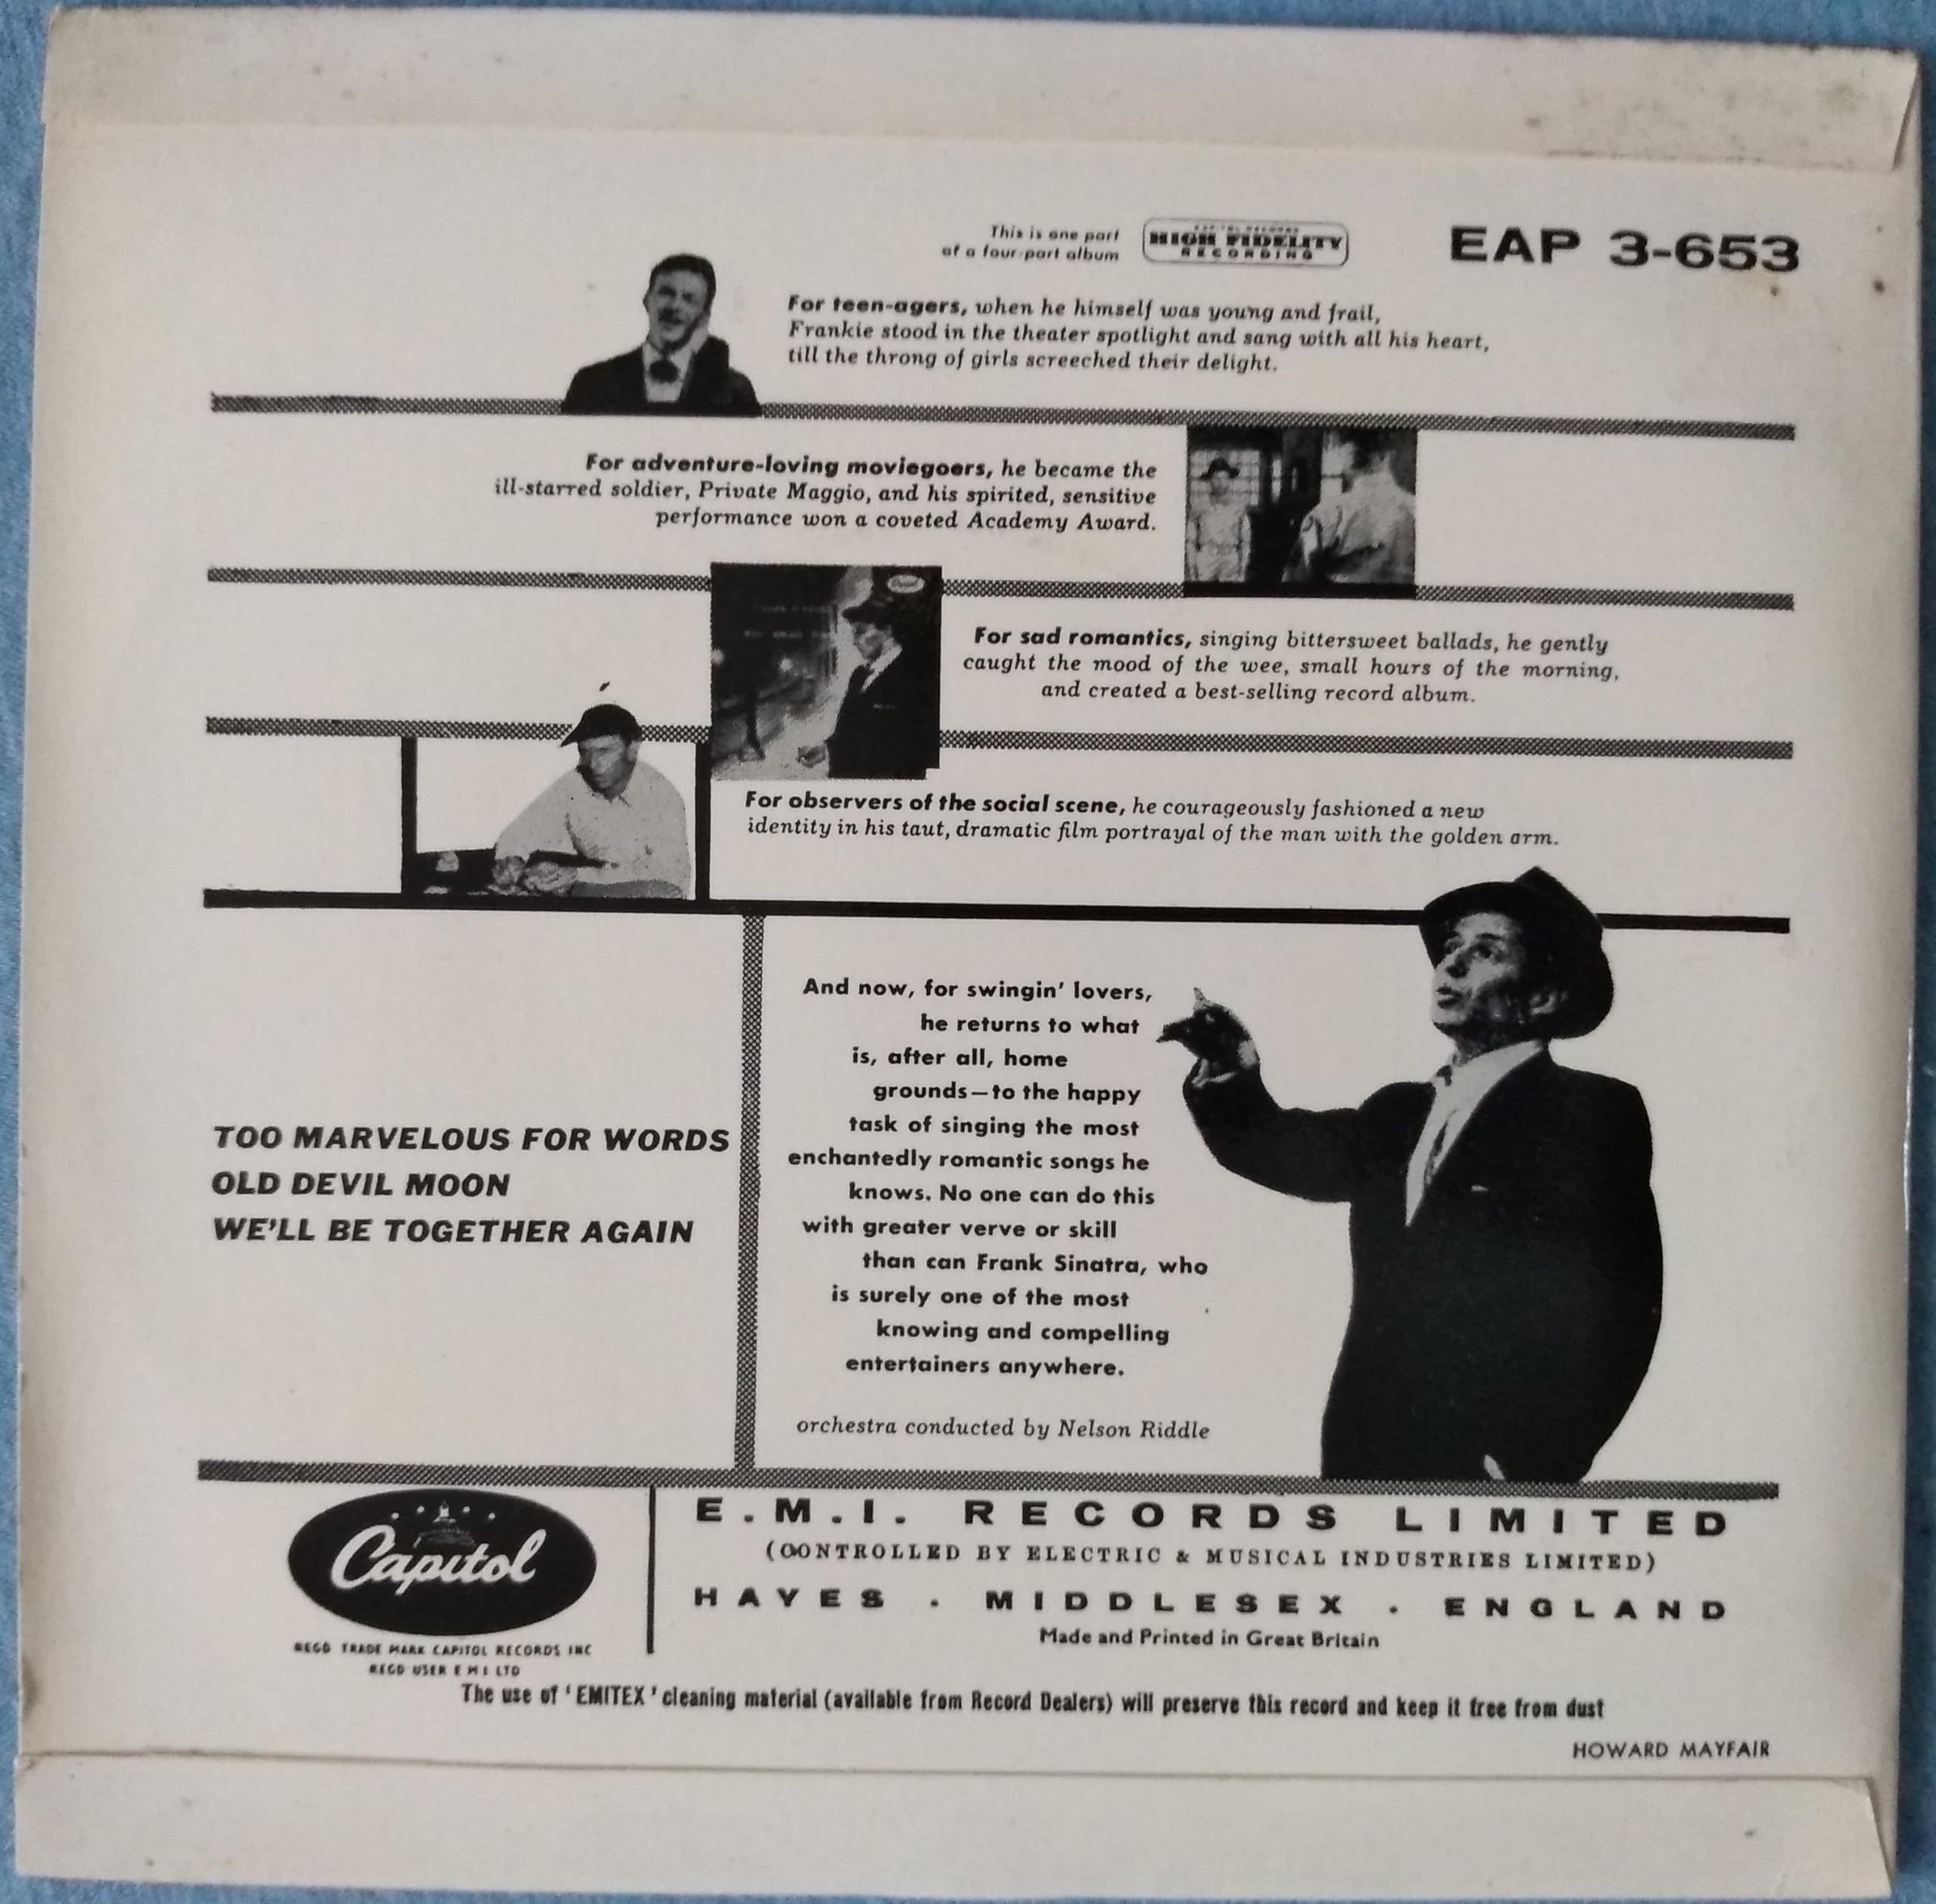 This is one part
of a four-part album
HIGH FIDELITY
RECORDING
EAP 3-653
For teen-agers, when he himself was young and frail,
Frankie stood in the theater spotlight and sang with all his heart,
till the throng of girls screeched their delight.
For adventure-loving moviegoers, he became the
ill-starred soldier, Private Maggio, and his spirited, sensitive
performance won a coveted Academy Award.
For sad romantics, singing bittersweet ballads, he gently
caught the mood of the wee, small hours of the morning,
and created a best-selling record album.
For observers of the social scene, he courageously fashioned a new
identity in his taut, dramatic film portrayal of the man with the golden arm.
TOO MARVELOUS FOR WORDS
OLD DEVIL MOON
WE'LL BE TOGETHER AGAIN
And now, for swingin' lovers,
he returns to what
is, after all, home
grounds—to the happy
task of singing the most
enchantedly romantic songs he
knows. No one can do this
with greater verve or skill
than can Frank Sinatra, who
is surely one of the most
knowing and compelling
entertainers anywhere.
orchestra conducted by Nelson Riddle
Capitol
REGD TRADE MARK CAPITOL RECORDS INC
REGD USER E M I LTD
E.M.I. RECORDS LIMITED
(CONTROLLED BY ELECTRIC & MUSICAL INDUSTRIES LIMITED)
HAYES . MIDDLESEX . ENGLAND
Made and Printed in Great Britain
The use of 'EMITEX' cleaning material (available from Record Dealers) will preserve this record and keep it free from dust
HOWARD MAYFAIR